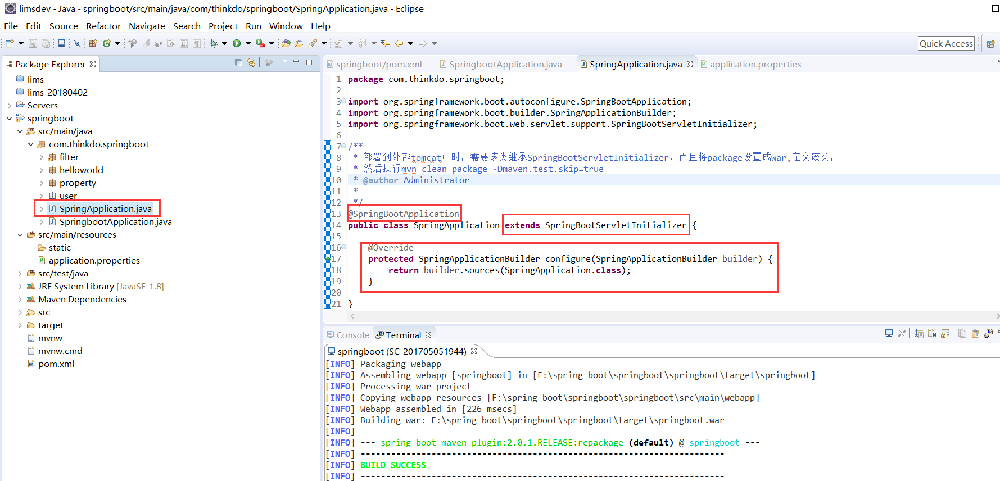 limsdev - Java - springboot/src/main/java/com/thinkdo/springboot/SpringApplication.java - Eclipse
File Edit Source Refactor Navigate Search Project Run Window Help
Quick Access
Package Explorer
lims
lims-20180402
Servers
springboot
src/main/java
com.thinkdo.springboot
filter
helloworld
property
user
SpringApplication.java
SpringbootApplication.java
src/main/resources
static
application.properties
src/test/java
JRE System Library [JavaSE-1.8]
Maven Dependencies
src
target
mvnw
mvnw.cmd
pom.xml
springboot/pom.xml SpringbootApplication.java SpringApplication.java application.properties
1 package com.thinkdo.springboot;
2
3 import org.springframework.boot.autoconfigure.SpringBootApplication;
4 import org.springframework.boot.builder.SpringApplicationBuilder;
5 import org.springframework.boot.web.servlet.support.SpringBootServletInitializer;
6
7 /**
8 * 部署到外部tomcat中时，需要该类继承SpringBootServletInitializer，而且将package设置成war,定义该类，
9 * 然后执行mvn clean package -Dmaven.test.skip=true
10 * @author Administrator
11 *
12 */
13 @SpringBootApplication
14 public class SpringApplication extends SpringBootServletInitializer {
15
16 @Override
17 protected SpringApplicationBuilder configure(SpringApplicationBuilder builder) {
18 return builder.sources(SpringApplication.class);
19 }
20
21 }
Console Terminal
springboot (SC-201705051944)
[INFO] Packaging webapp
[INFO] Assembling webapp [springboot] in [F:\spring boot\springboot\springboot\target\springboot]
[INFO] Processing war project
[INFO] Copying webapp resources [F:\spring boot\springboot\springboot\src\main\webapp]
[INFO] Webapp assembled in [226 msecs]
[INFO] Building war: F:\spring boot\springboot\springboot\target\springboot.war
[INFO]
[INFO] --- spring-boot-maven-plugin:2.0.1.RELEASE:repackage (default) @ springboot ---
[INFO] ------------------------------------------------------------------------
[INFO] BUILD SUCCESS
[INFO] ------------------------------------------------------------------------